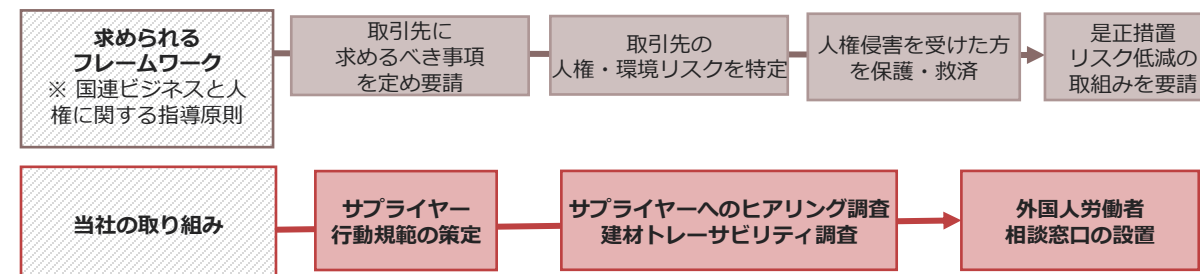 求められる
フレームワーク
※ 国連ビジネスと人
権に関する指導原則
取引先に
求めるべき事項
を定め要請
取引先の
人権・環境リスクを特定
人権侵害を受けた方
を保護・救済
是正措置
リスク低減の
取組みを要請
当社の取り組み
サプライヤー
行動規範の策定
サプライヤーへのヒアリング調査
建材トレーサビリティ調査
外国人労働者
相談窓口の設置